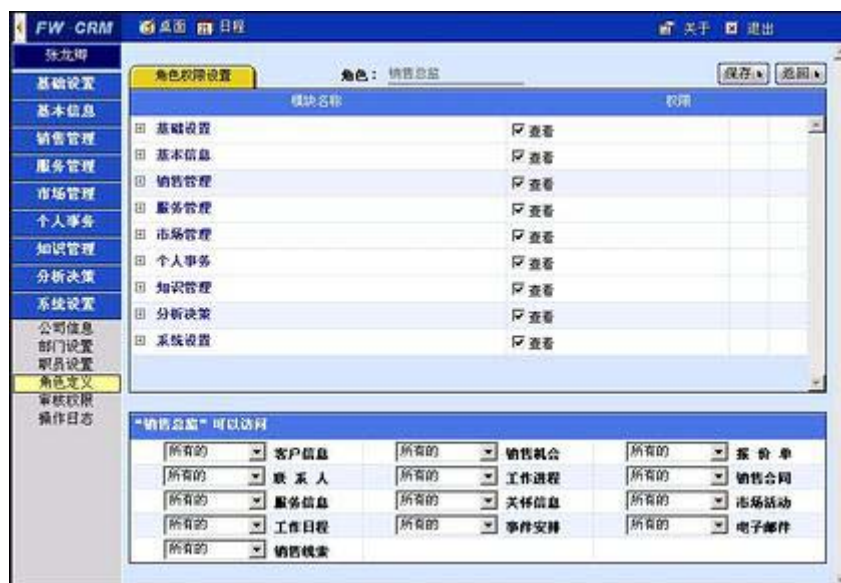 FW CRM 桌面 日程 关于 退出
张龙卿
基础设置
基本信息
销售管理
服务管理
市场管理
个人事务
知识管理
分析决策
系统设置
公司信息
部门设置
职员设置
角色定义
审核权限
操作日志
角色权限设置 角色: 销售总监 保存 返回
模块名称 权限
基础设置 查看
基本信息 查看
销售管理 查看
服务管理 查看
市场管理 查看
个人事务 查看
知识管理 查看
分析决策 查看
系统设置 查看
"销售总监" 可以访问
所有的 客户信息 所有的 销售机会 所有的 报价单
所有的 联系人 所有的 工作进程 所有的 销售合同
所有的 服务信息 所有的 关怀信息 所有的 市场活动
所有的 工作日程 所有的 事件安排 所有的 电子邮件
所有的 销售线索